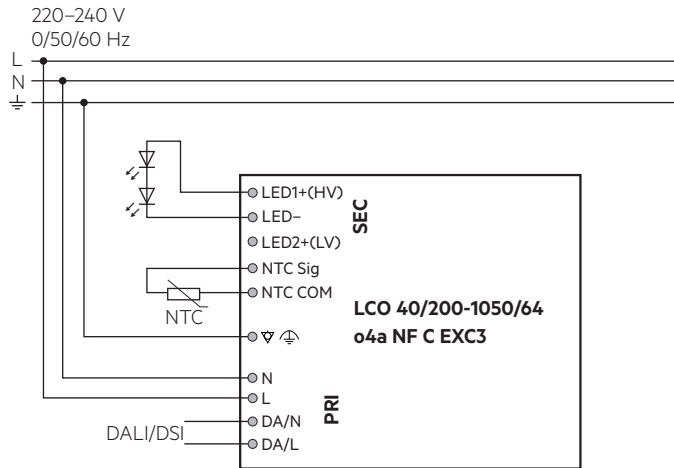 220–240 V
0/50/60 Hz
L
N
LED1+(HV)
LED–
LED2+(LV)
SEC
NTC Sig
NTC COM
NTC
LCO 40/200-1050/64
o4a NF C EXC3
N
L
PRI
DALI/DSI
DA/N
DA/L